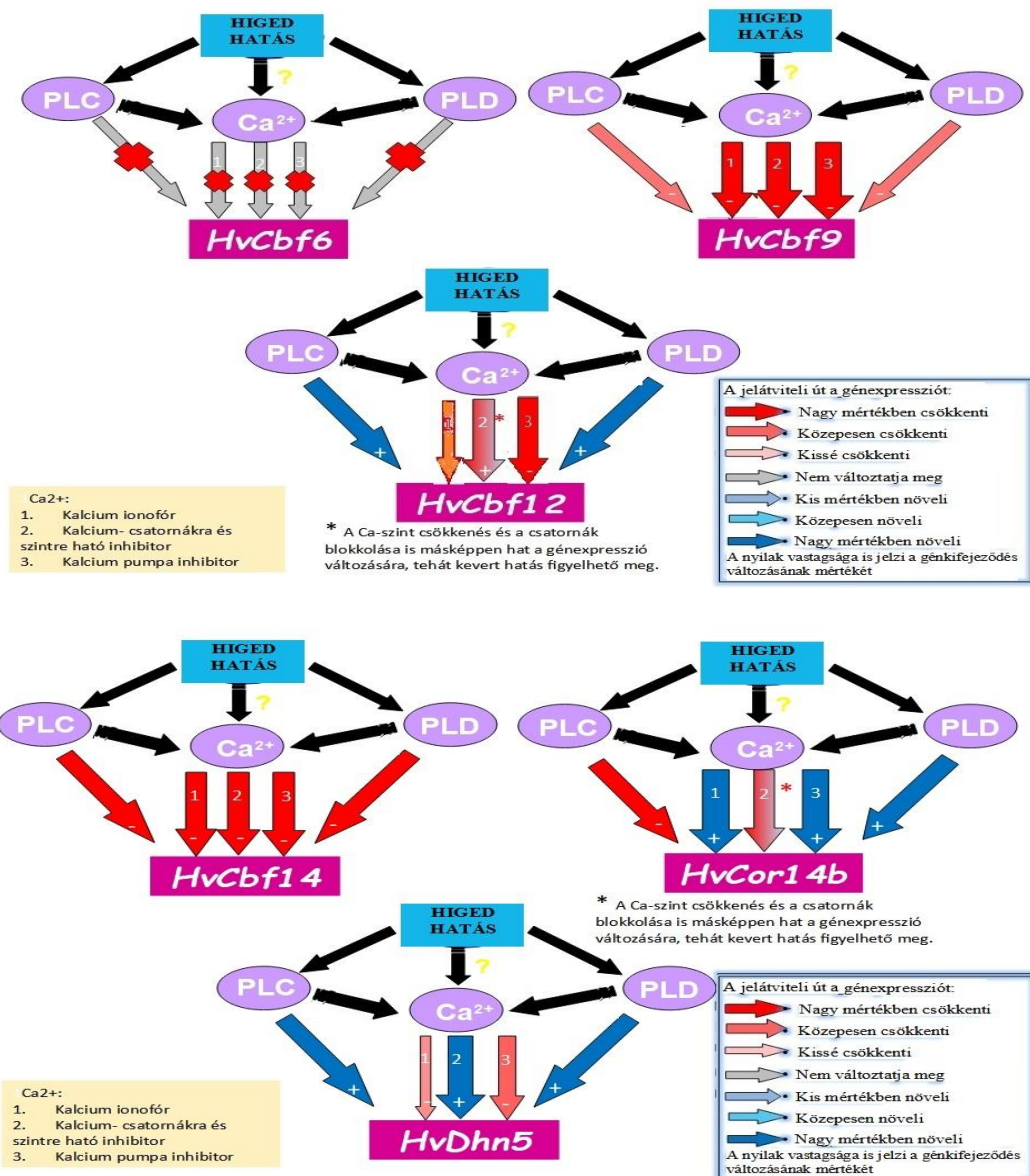 HIGED
HATÁS
?
PLC
Ca²⁺
PLD
1 2 3
HvCbf6
HIGED
HATÁS
?
PLC
Ca²⁺
PLD
1 2 3
- - - - -
HvCbf9
HIGED
HATÁS
?
PLC
Ca²⁺
PLD
1 2 * 3
+ + - +
HvCbf12
Ca2+:
1. Kalcium ionofór
2. Kalcium- csatornákra és
szintre ható inhibitor
3. Kalcium pumpa inhibitor
* A Ca-szint csökkenés és a csatornák
blokkolása is másképpen hat a génexpresszió
változására, tehát kevert hatás figyelhető meg.
A jelátviteli út a génexpressziót:
Nagy mértékben csökkenti
Közepesen csökkenti
Kissé csökkenti
Nem változtatja meg
Kis mértékben növeli
Közepesen növeli
Nagy mértékben növeli
A nyilak vastagsága is jelzi a génkifejeződés
változásának mértékét
HIGED
HATÁS
?
PLC
Ca²⁺
PLD
1 2 3
- - - - -
HvCbf14
HIGED
HATÁS
?
PLC
Ca²⁺
PLD
1 2 * 3
- + + +
HvCor14b
* A Ca-szint csökkenés és a csatornák
blokkolása is másképpen hat a génexpresszió
változására, tehát kevert hatás figyelhető meg.
HIGED
HATÁS
?
PLC
Ca²⁺
PLD
1 2 3
+ - + - +
HvDhn5
Ca2+:
1. Kalcium ionofór
2. Kalcium- csatornákra és
szintre ható inhibitor
3. Kalcium pumpa inhibitor
A jelátviteli út a génexpressziót:
Nagy mértékben csökkenti
Közepesen csökkenti
Kissé csökkenti
Nem változtatja meg
Kis mértékben növeli
Közepesen növeli
Nagy mértékben növeli
A nyilak vastagsága is jelzi a génkifejeződés
változásának mértékét